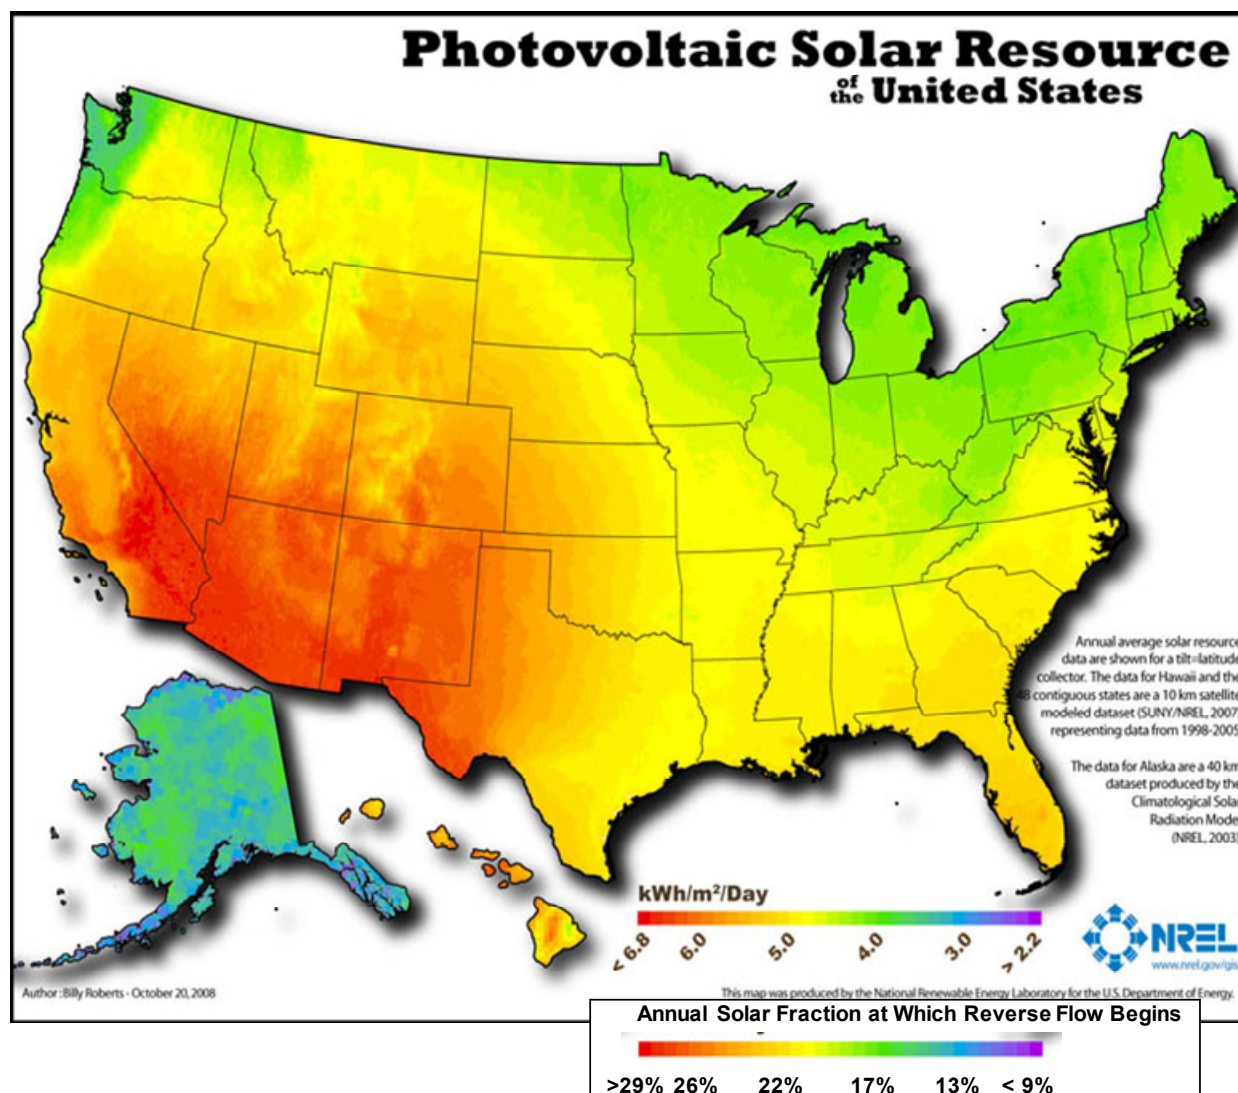 Photovoltaic Solar Resource
of the United States
Annual average solar resource
data are shown for a tilt=latitude
collector. The data for Hawaii and the
48 contiguous states are a 10 km satellite
modeled dataset (SUNY/NREL, 2007)
representing data from 1998-2005
The data for Alaska are a 40 km
dataset produced by the
Climatological Solar
Radiation Model
(NREL, 2003)
kWh/m²/Day
< 6.8 6.0 5.0 4.0 3.0 > 2.2
NREL
www.nrel.gov/gis
Author : Billy Roberts - October 20, 2008
This map was produced by the National Renewable Energy Laboratory for the U.S. Department of Energy.
Annual Solar Fraction at Which Reverse Flow Begins
>29% 26% 22% 17% 13% < 9%